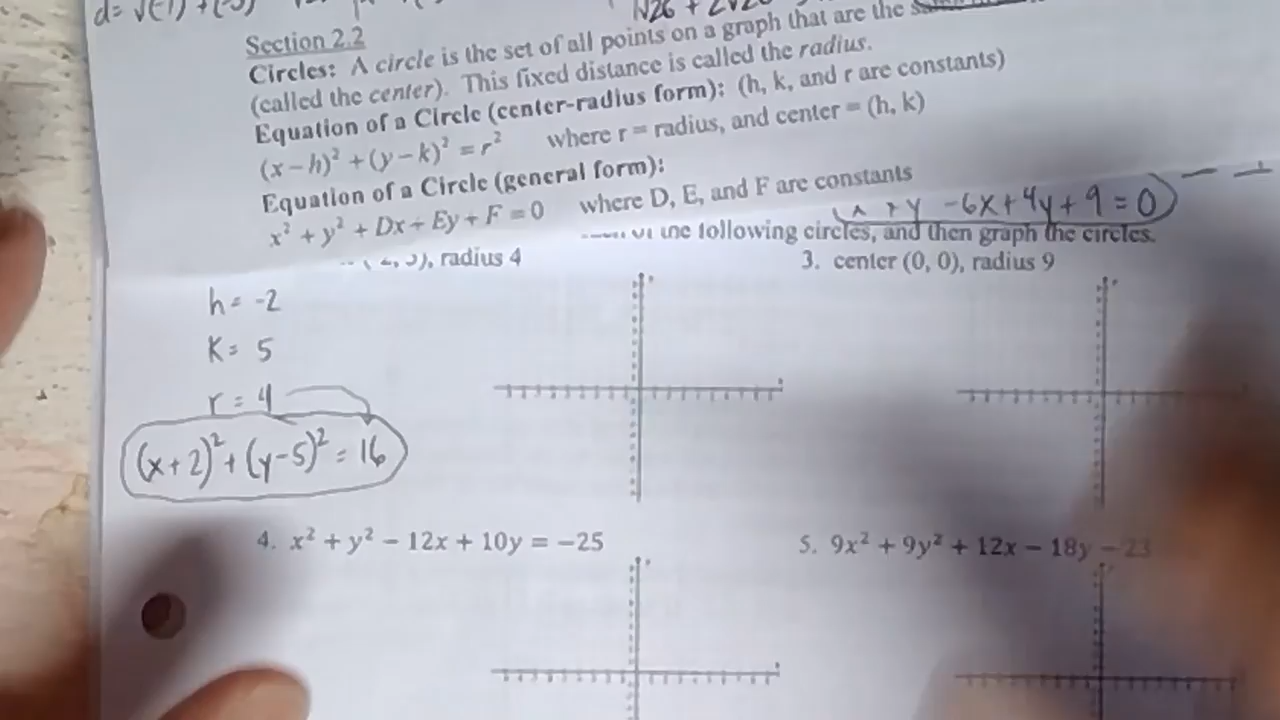 Section 2.2
Circles: A circle is the set of all points on a graph that are the
(called the center). This fixed distance is called the radius.
Equation of a Circle (center-radius form): (h, k, and r are constants)
(x − h)² + (y − k)² = r² where r = radius, and center = (h, k)
Equation of a Circle (general form):
x² + y² + Dx + Ey + F = 0 where D, E, and F are constants
-6x + 4y + 9 = 0
the following circles, and then graph the circles.
radius 4
3. center (0, 0), radius 9
h = -2
K = 5
r = 4
(x+2)² + (y-5)² = 16
4. x² + y² − 12x + 10y = −25
5. 9x² + 9y² + 12x − 18y − 23